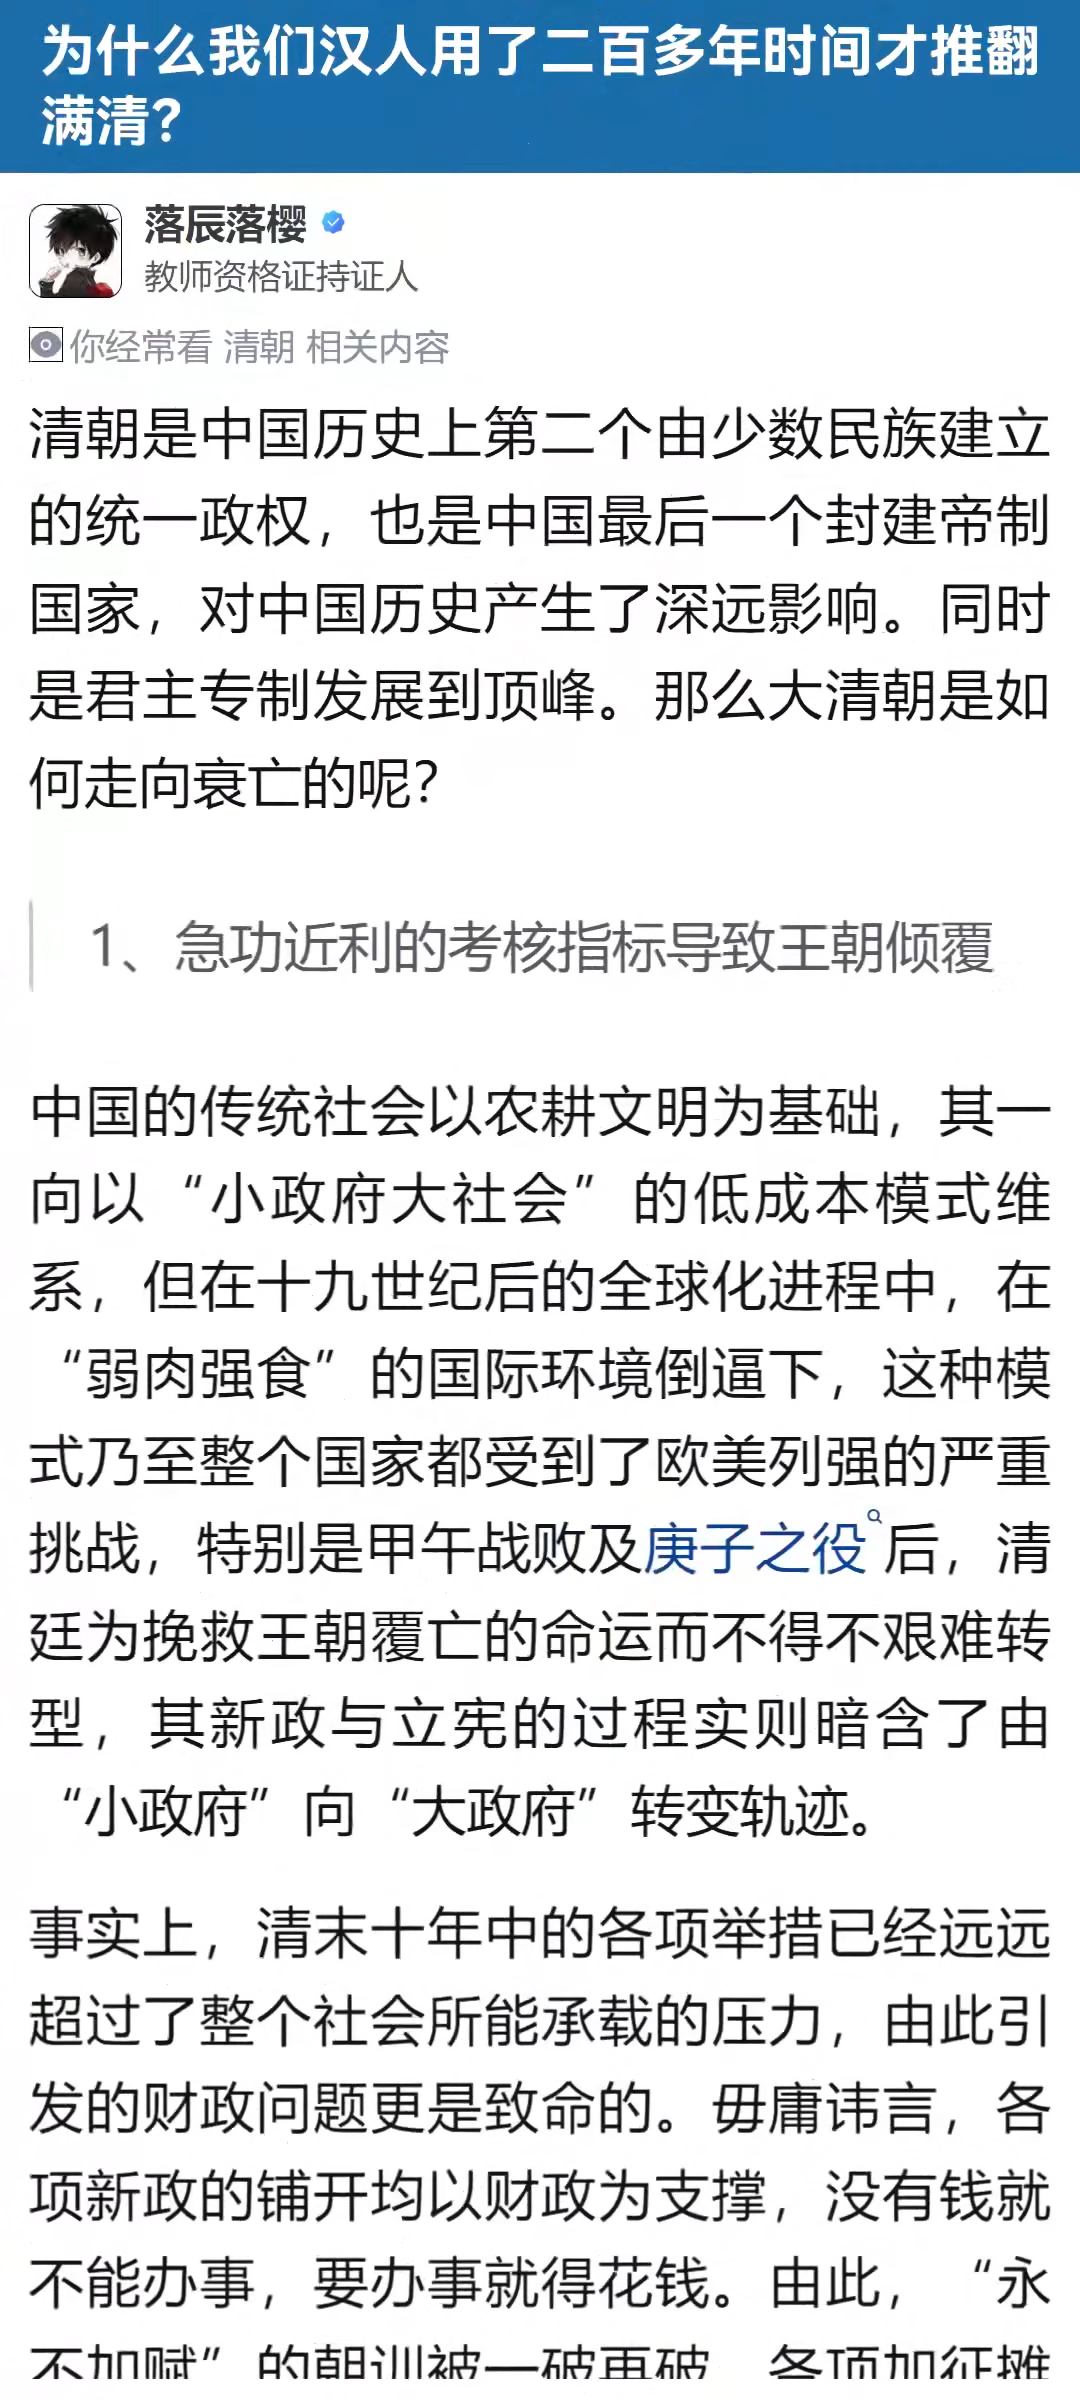 为什么我们汉人用了二百多年时间才推翻
满清？
落辰落樱
教师资格证持证人
你经常看 清朝 相关内容
清朝是中国历史上第二个由少数民族建立
的统一政权，也是中国最后一个封建帝制
国家，对中国历史产生了深远影响。同时
是君主专制发展到顶峰。那么大清朝是如
何走向衰亡的呢？
1、急功近利的考核指标导致王朝倾覆
中国的传统社会以农耕文明为基础，其一
向以“小政府大社会”的低成本模式维
系，但在十九世纪后的全球化进程中，在
“弱肉强食”的国际环境倒逼下，这种模
式乃至整个国家都受到了欧美列强的严重
挑战，特别是甲午战败及庚子之役后，清
廷为挽救王朝覆亡的命运而不得不艰难转
型，其新政与立宪的过程实则暗含了由
“小政府”向“大政府”转变轨迹。
事实上，清末十年中的各项举措已经远远
超过了整个社会所能承载的压力，由此引
发的财政问题更是致命的。毋庸讳言，各
项新政的铺开均以财政为支撑，没有钱就
不能办事，要办事就得花钱。由此，“永
不加赋”的朝训被一破再破，各项加征摊